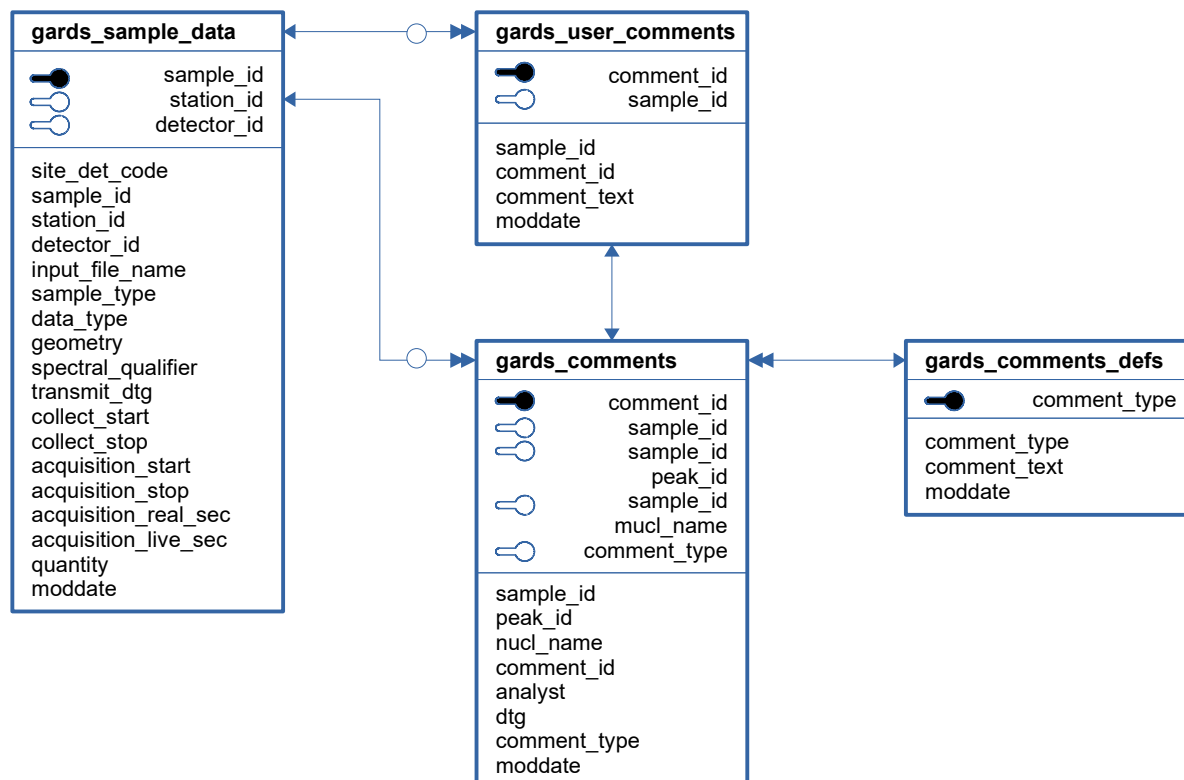 gards_sample_data
sample_id
station_id
detector_id
site_det_code
sample_id
station_id
detector_id
input_file_name
sample_type
data_type
geometry
spectral_qualifier
transmit_dtg
collect_start
collect_stop
acquisition_start
acquisition_stop
acquisition_real_sec
acquisition_live_sec
quantity
moddate
gards_user_comments
comment_id
sample_id
sample_id
comment_id
comment_text
moddate
gards_comments
comment_id
sample_id
sample_id
peak_id
sample_id
mucl_name
comment_type
sample_id
peak_id
nucl_name
comment_id
analyst
dtg
comment_type
moddate
gards_comments_defs
comment_type
comment_type
comment_text
moddate